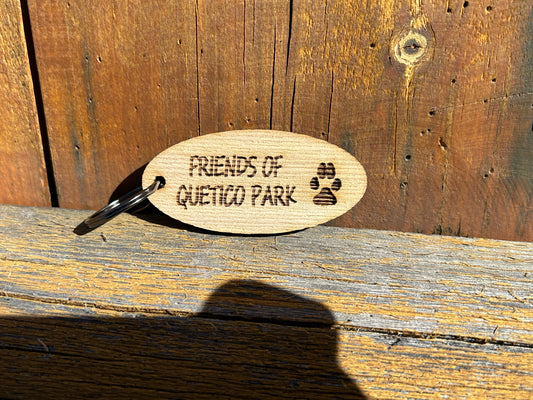 FRIENDS OF
QUETICO PARK